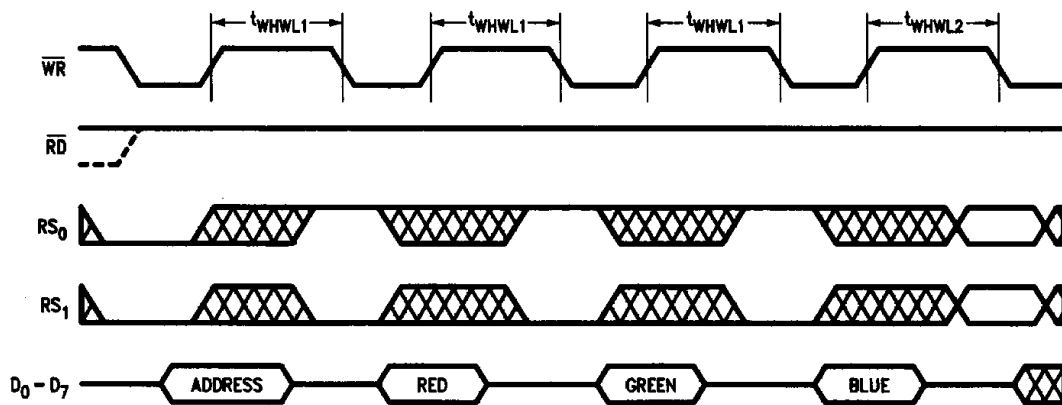 tWHWL1 tWHWL1 tWHWL1 tWHWL2
WR
RD
RS0
RS1
D0 – D7 ADDRESS RED GREEN BLUE